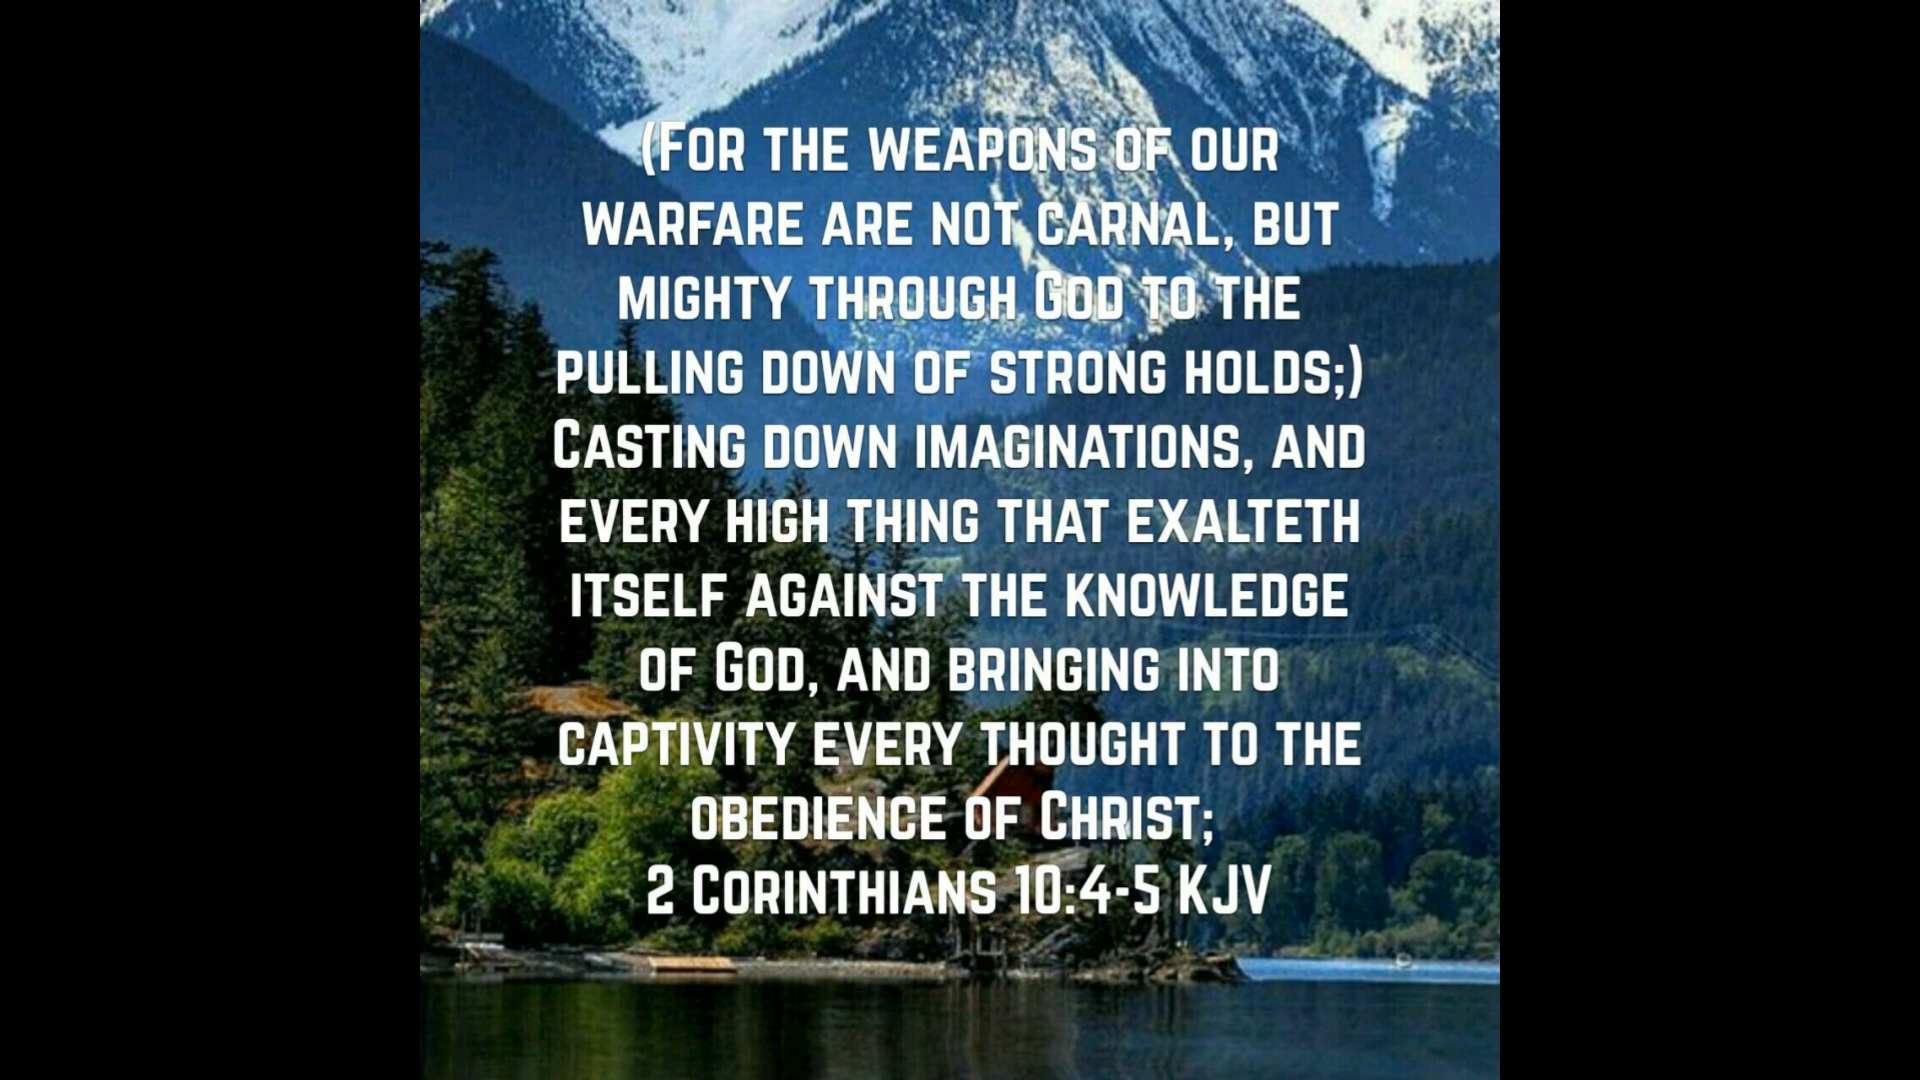 (For the weapons of our
warfare are not carnal, but
mighty through God to the
pulling down of strong holds;)
Casting down imaginations, and
every high thing that exalteth
itself against the knowledge
of God, and bringing into
captivity every thought to the
obedience of Christ;
2 Corinthians 10:4-5 KJV